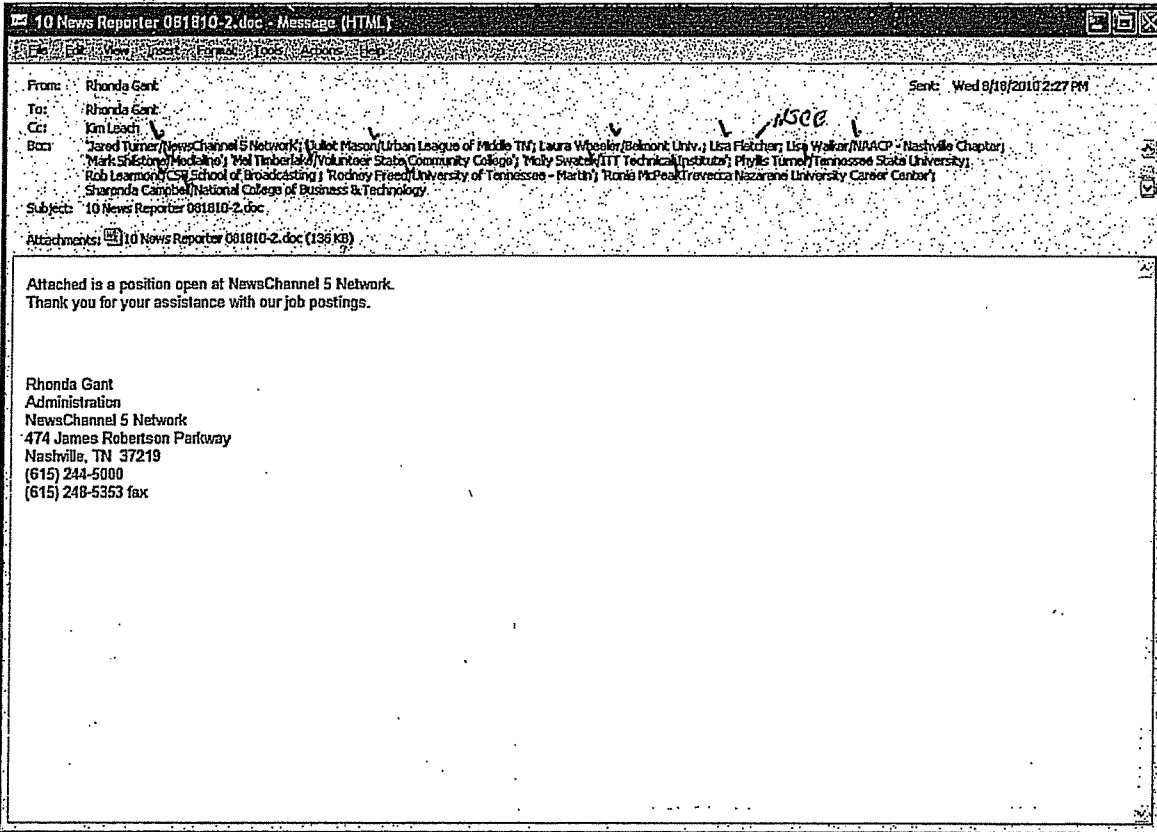 10 News Reporter 081810-2.doc - Message (HTML)
File Edit View Insert Format Tools Actions Help
From: Rhonda Gant Sent: Wed 8/18/2010 2:27 PM
To: Rhonda Gant
Cc: Kim Leach
NSCC
Bcc: 'Jared Turner/NewsChannel 5 Network'; 'Juliet Mason/Urban League of Middle TN'; Laura Wheeler/Belmont Univ.; Lisa Fletcher; Lisa Walker/NAACP - Nashville Chapter;
'Mark Shilstone/Medialine'; 'Mel Timberlake/Volunteer State Community College'; 'Molly Swatek/ITT Technical Institute'; Phyllis Turner/Tennessee State University;
Rob Learmont/CSB School of Broadcasting; 'Rodney Freed/University of Tennessee - Martin'; 'Ronia McPeak/Trevecca Nazarene University Career Center';
Sharonda Campbell/National College of Business & Technology
Subject: 10 News Reporter 081810-2.doc
Attachments: 10 News Reporter 081810-2.doc (136 KB)
Attached is a position open at NewsChannel 5 Network.
Thank you for your assistance with our job postings.
Rhonda Gant
Administration
NewsChannel 5 Network
474 James Robertson Parkway
Nashville, TN 37219
(615) 244-5000
(615) 248-5353 fax